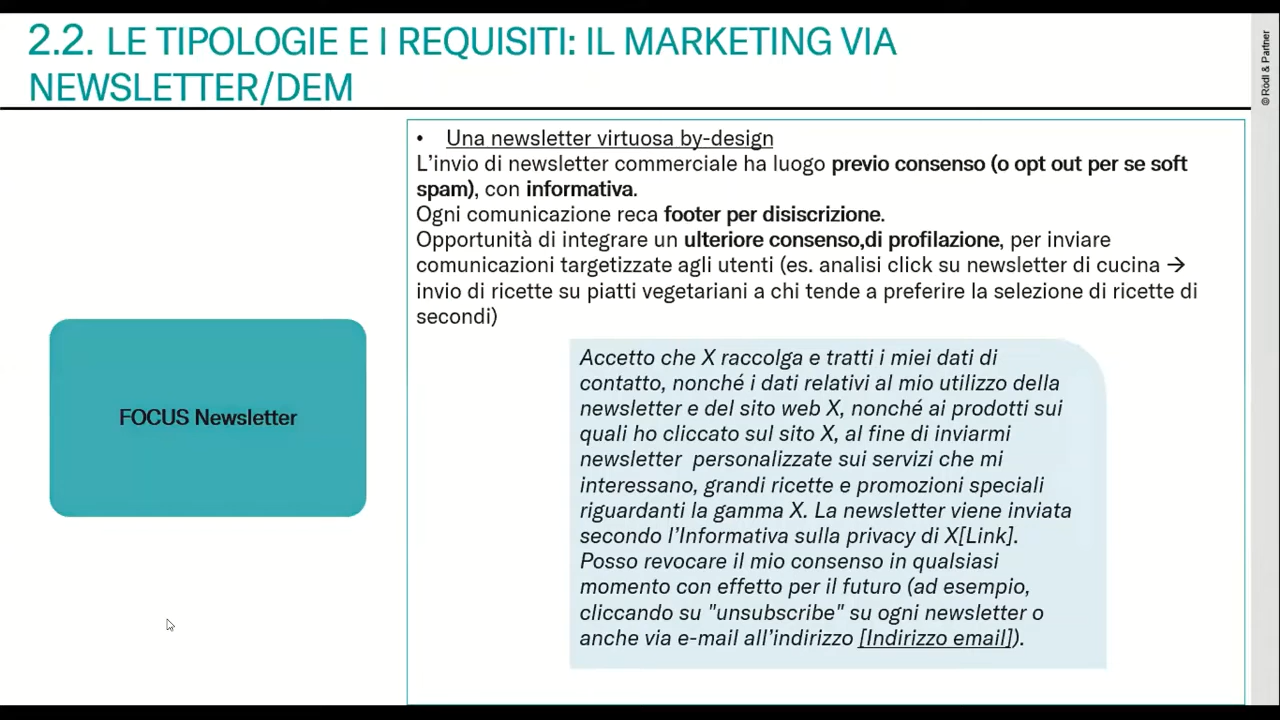 2.2. LE TIPOLOGIE E I REQUISITI: IL MARKETING VIA
NEWSLETTER/DEM
© Rödl & Partner
• Una newsletter virtuosa by-design
L'invio di newsletter commerciale ha luogo previo consenso (o opt out per se soft
spam), con informativa.
Ogni comunicazione reca footer per disiscrizione.
Opportunità di integrare un ulteriore consenso,di profilazione, per inviare
comunicazioni targetizzate agli utenti (es. analisi click su newsletter di cucina →
invio di ricette su piatti vegetariani a chi tende a preferire la selezione di ricette di
secondi)
FOCUS Newsletter
Accetto che X raccolga e tratti i miei dati di
contatto, nonché i dati relativi al mio utilizzo della
newsletter e del sito web X, nonché ai prodotti sui
quali ho cliccato sul sito X, al fine di inviarmi
newsletter  personalizzate sui servizi che mi
interessano, grandi ricette e promozioni speciali
riguardanti la gamma X. La newsletter viene inviata
secondo l'Informativa sulla privacy di X[Link].
Posso revocare il mio consenso in qualsiasi
momento con effetto per il futuro (ad esempio,
cliccando su "unsubscribe" su ogni newsletter o
anche via e-mail all'indirizzo [Indirizzo email]).